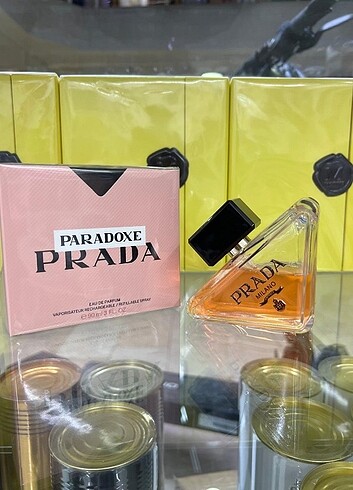 PARADOXE
PRADA
EAU DE PARFUM
VAPORISATEUR RECHARGEABLE / REFILLABLE SPRAY
PRADA
MILANO